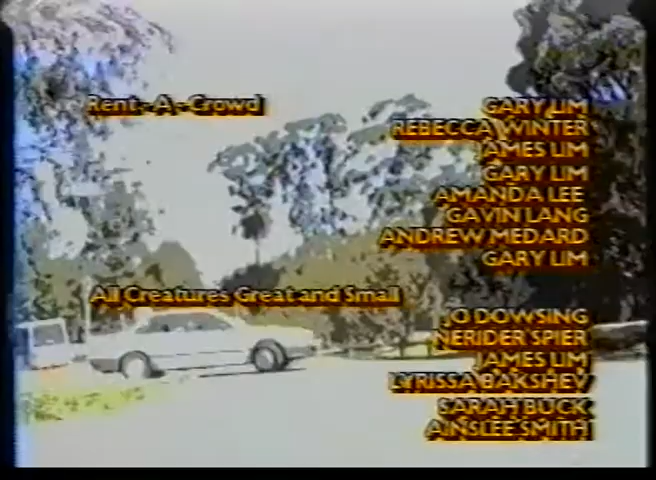 Rent-A-Crowd
GARY LIM
REBECCA WINTER
JAMES LIM
GARY LIM
AMANDA LEE
GAVIN LANG
ANDREW MEDARD
GARY LIM
All Creatures Great and Small
JO DOWSING
NERIDER SPIER
JAMES LIM
LYRISSA BAKSHEV
SARAH BUCK
AINSLEE SMITH